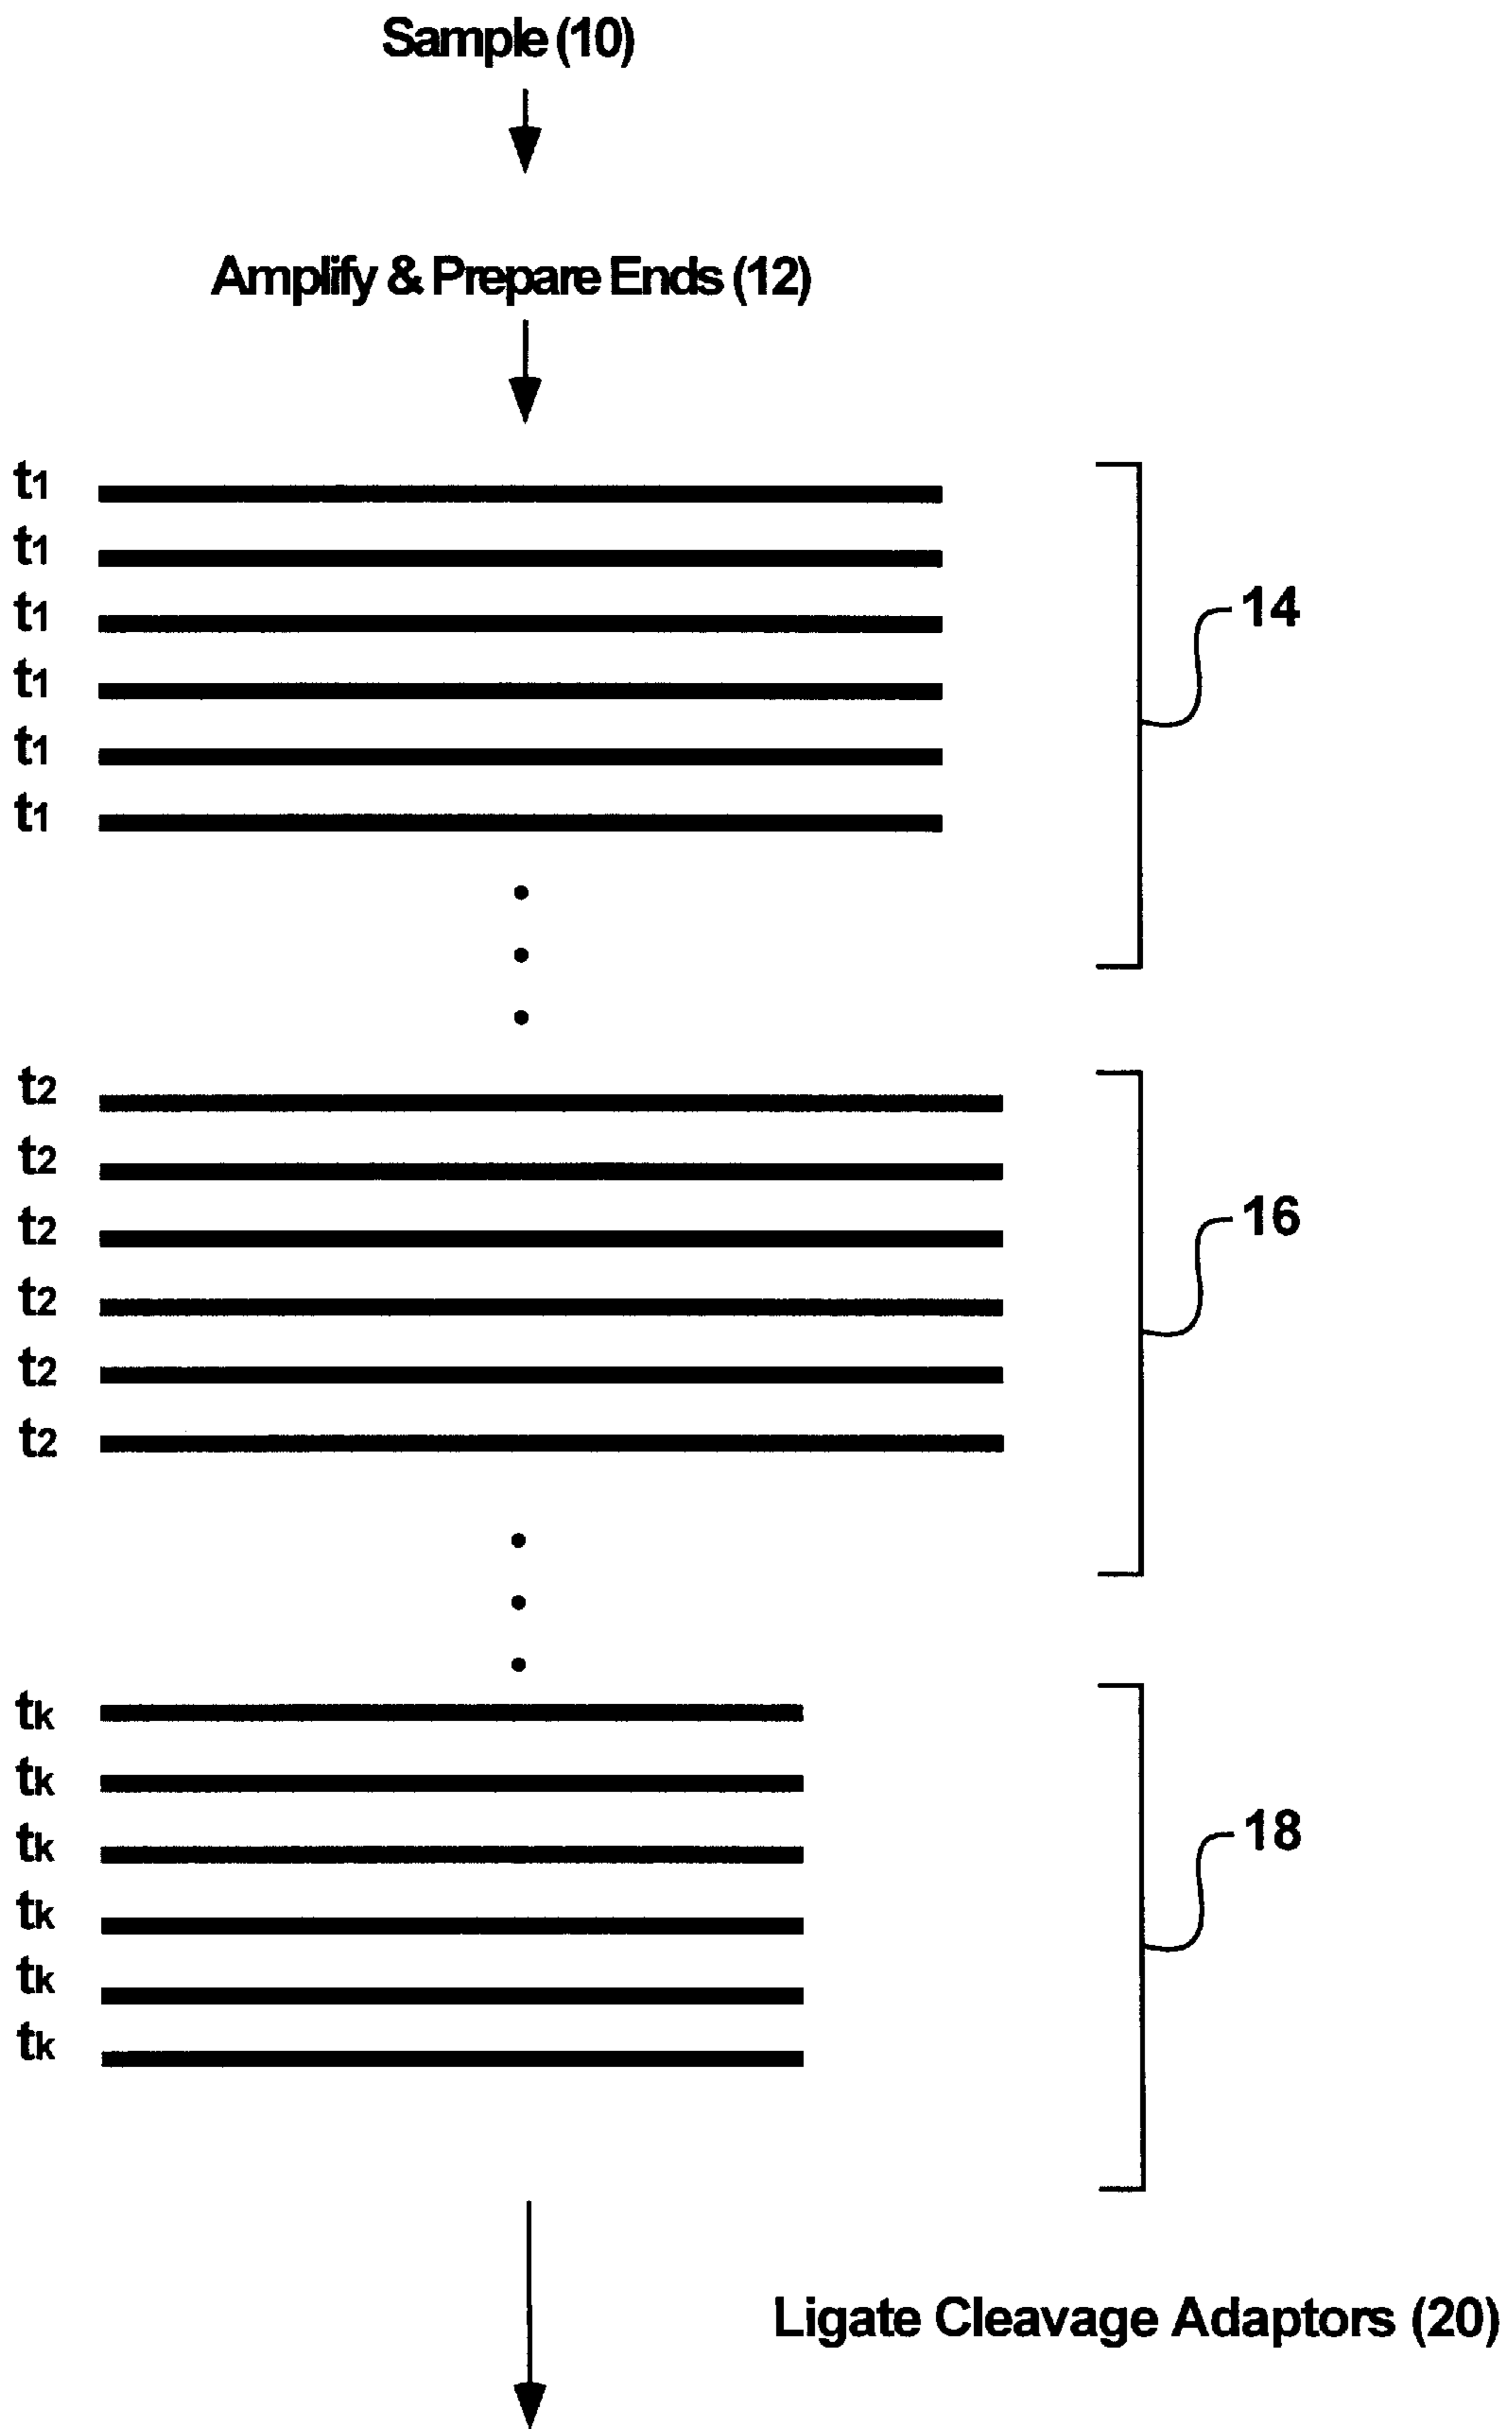 Sample (10)
Amplify & Prepare Ends (12)
t1
t1
t1
14
t1
t1
t1
t2
t2
t2
16
t2
t2
t2
tk
tk
tk
18
tk
tk
tk
Ligate Cleavage Adaptors (20)